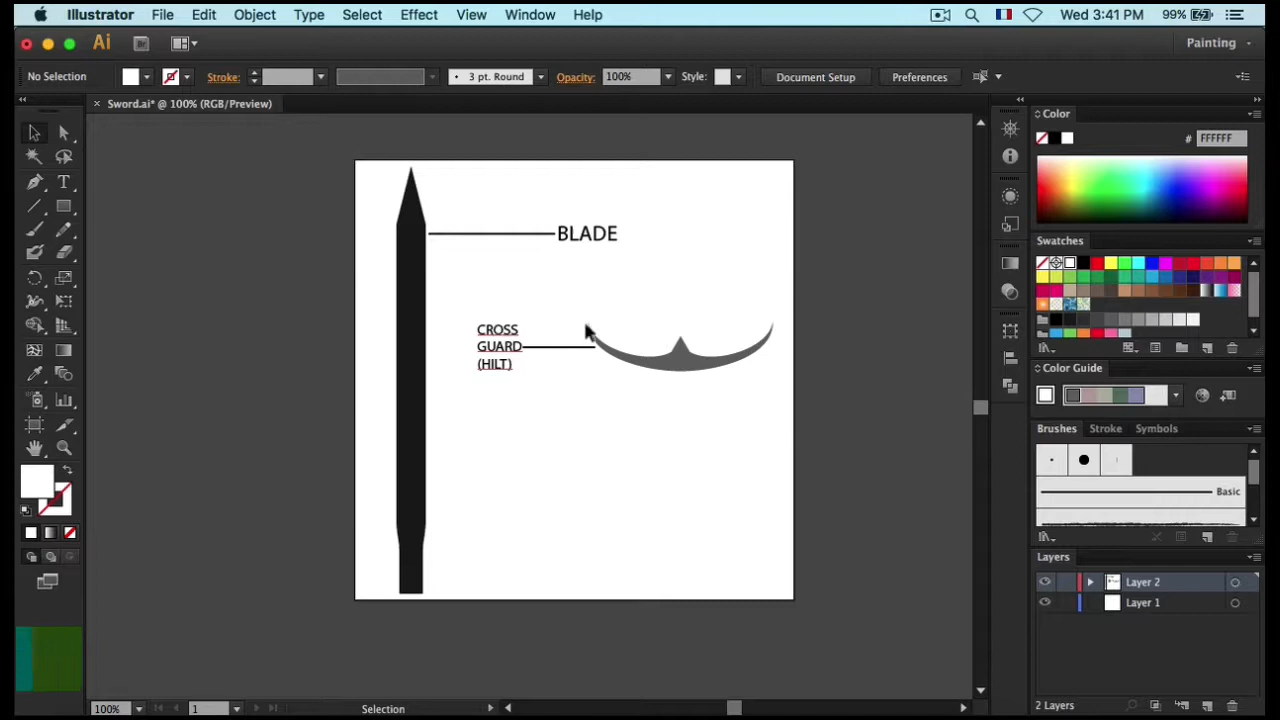 Illustrator File Edit Object Type Select Effect View Window Help Wed 3:41 PM 99%
Ai Br Painting
No Selection Stroke: 3 pt. Round Opacity: 100% Style: Document Setup Preferences
× Sword.ai* @ 100% (RGB/Preview)
Color
# FFFFFF
BLADE
Swatches
CROSS
GUARD
(HILT)
Color Guide
Brushes Stroke Symbols
Basic
Layers
Layer 2
Layer 1
100% 1 Selection 2 Layers